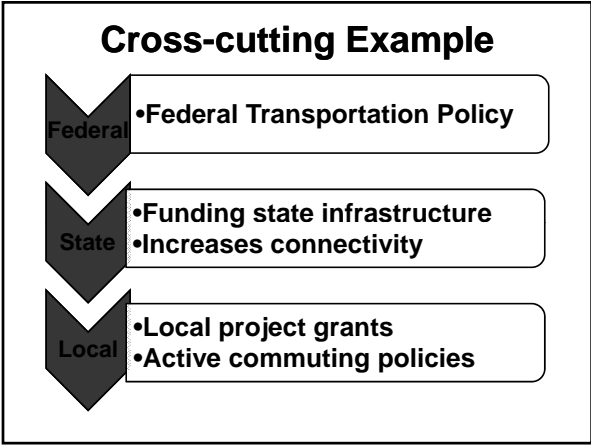 Cross-cutting Example
Federal
•Federal Transportation Policy
State
•Funding state infrastructure
•Increases connectivity
Local
•Local project grants
•Active commuting policies